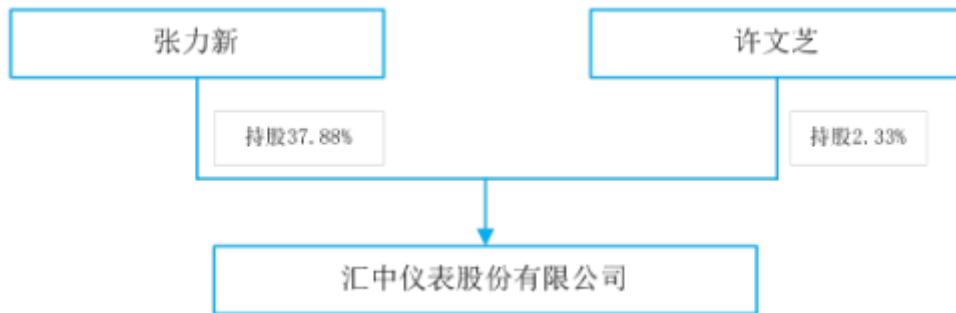 张力新
许文芝
持股37.88%
持股2.33%
汇中仪表股份有限公司